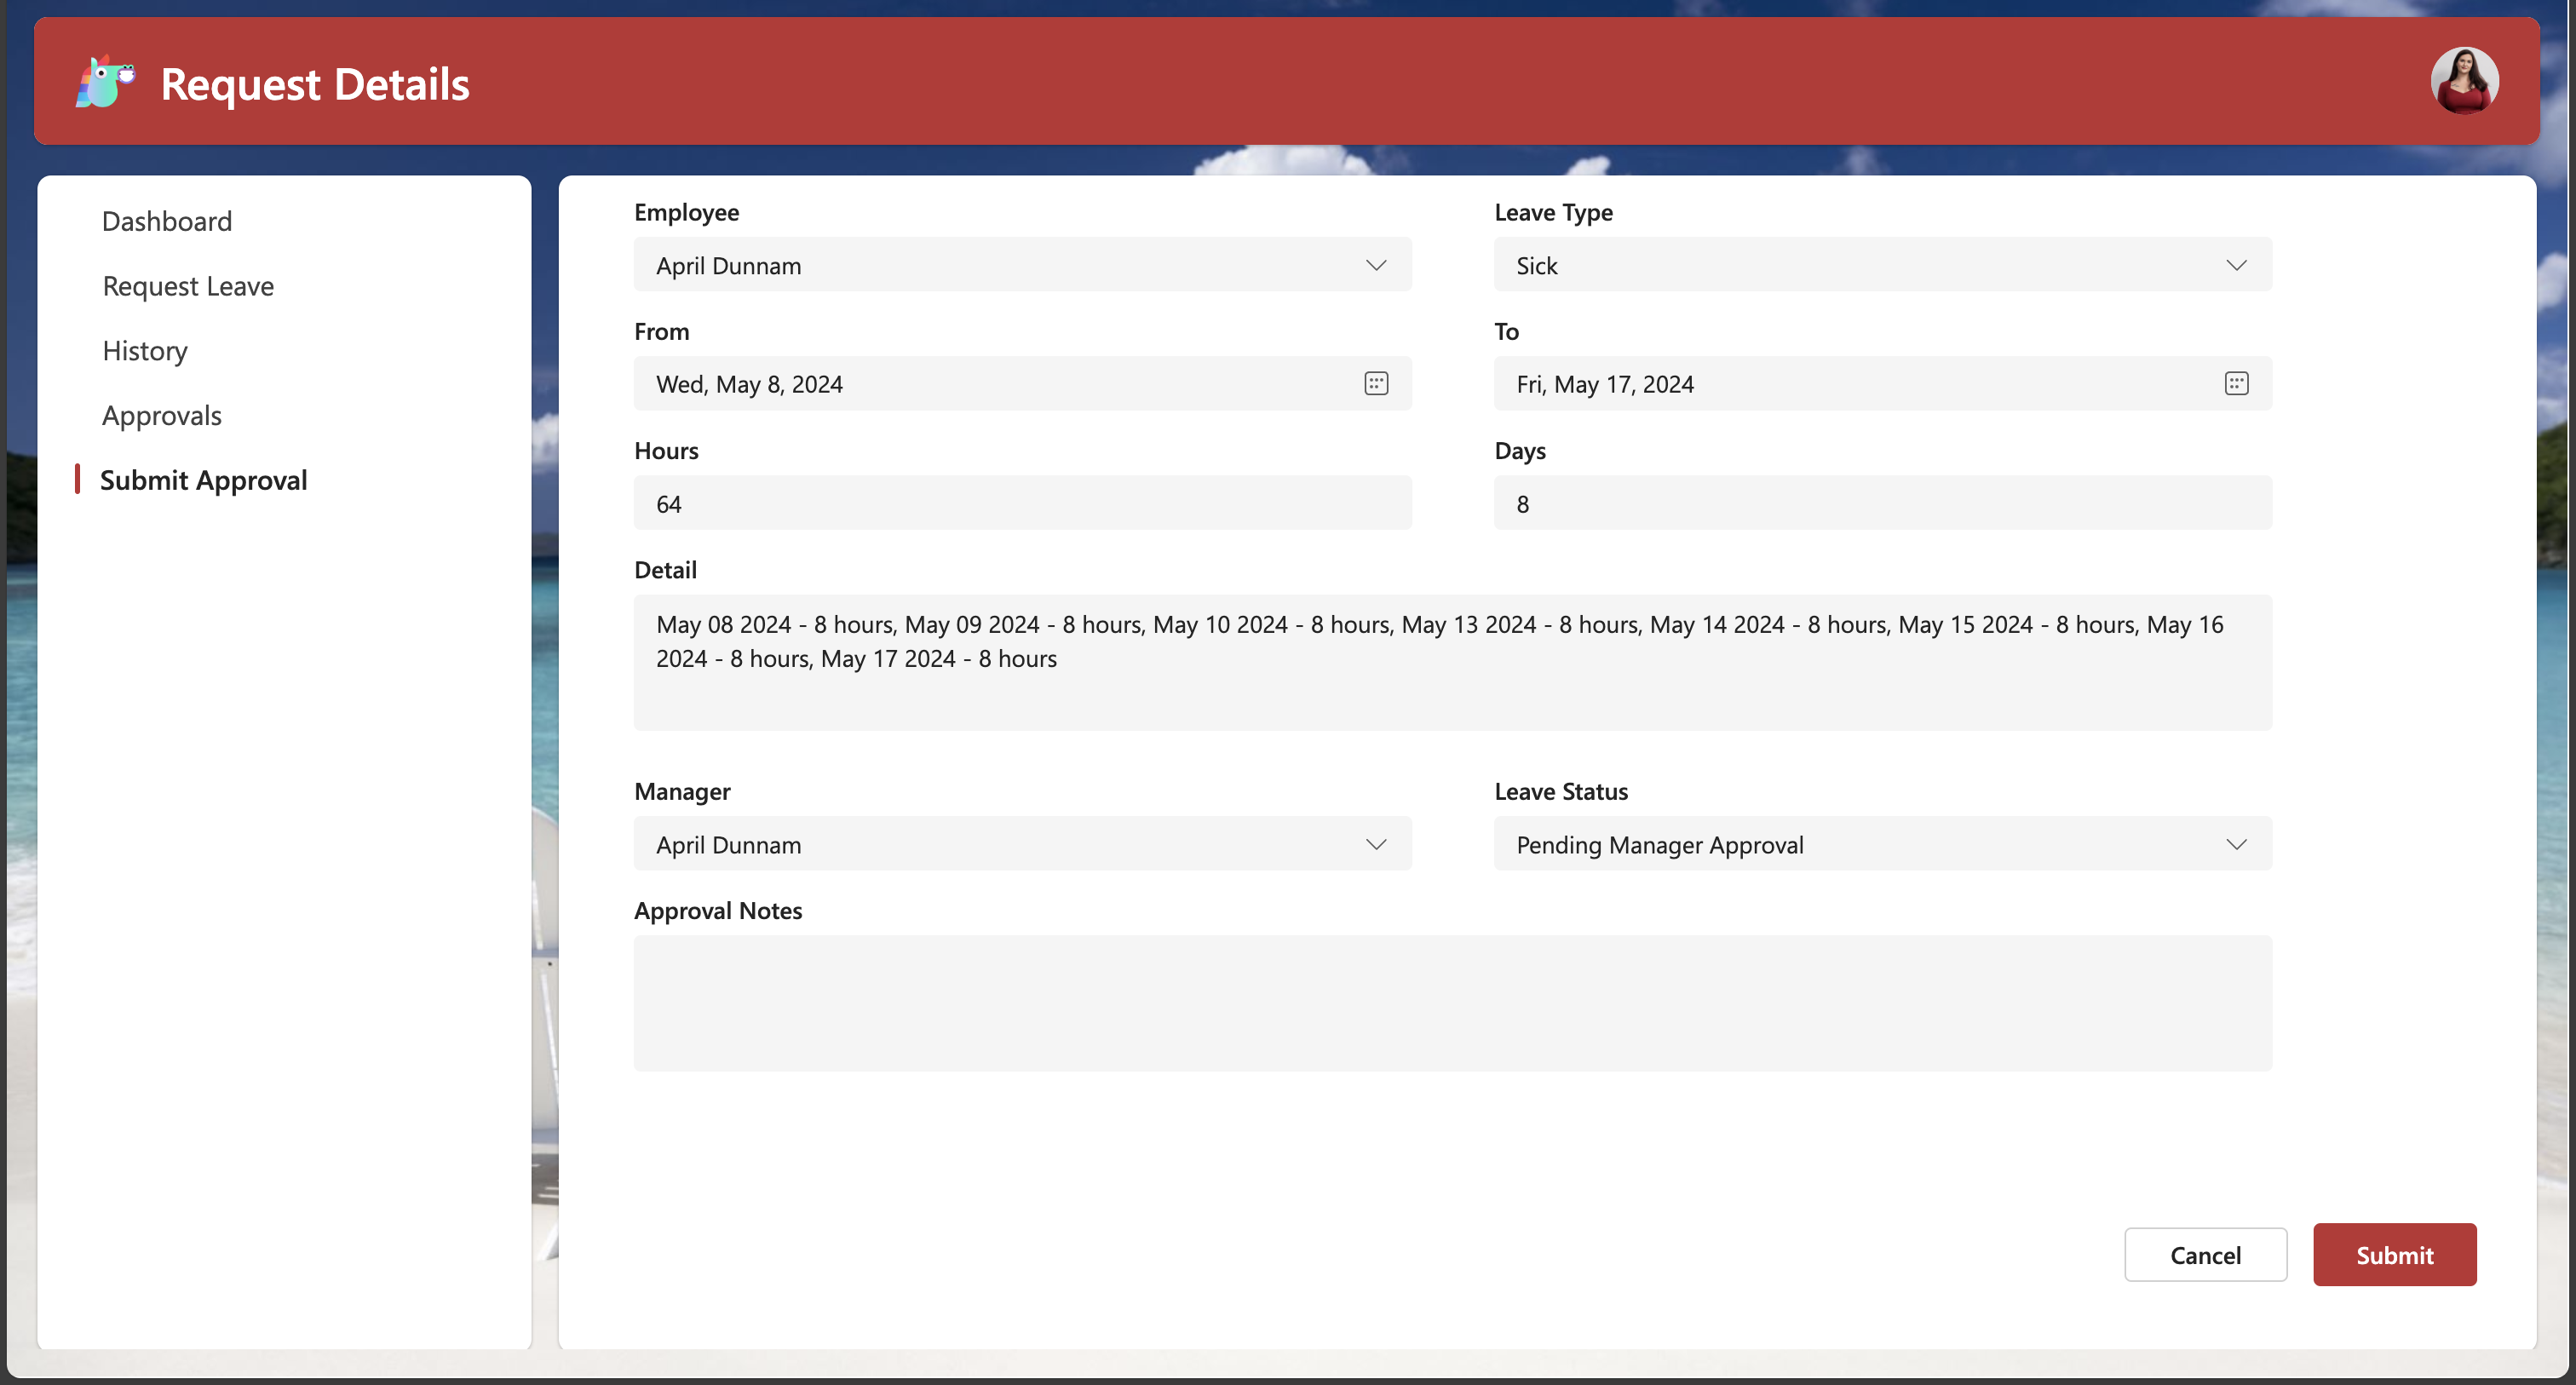 Request Details
Dashboard
Request Leave
History
Approvals
Submit Approval
Employee
April Dunnam
Leave Type
Sick
From
Wed, May 8, 2024
To
Fri, May 17, 2024
Hours
64
Days
8
Detail
May 08 2024 - 8 hours, May 09 2024 - 8 hours, May 10 2024 - 8 hours, May 13 2024 - 8 hours, May 14 2024 - 8 hours, May 15 2024 - 8 hours, May 16
2024 - 8 hours, May 17 2024 - 8 hours
Manager
April Dunnam
Leave Status
Pending Manager Approval
Approval Notes
Cancel
Submit